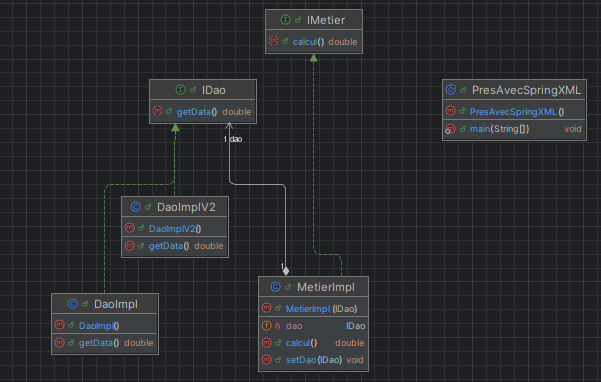 IMetier
calcul() double
IDao
getData() double
PresAvecSpringXML
PresAvecSpringXML()
main(String[]) void
1 dao
DaoImplV2
DaoImplV2()
getData() double
1
MetierImpl
MetierImpl (IDao)
dao IDao
calcul() double
setDao(IDao) void
DaoImpl
DaoImpl()
getData() double